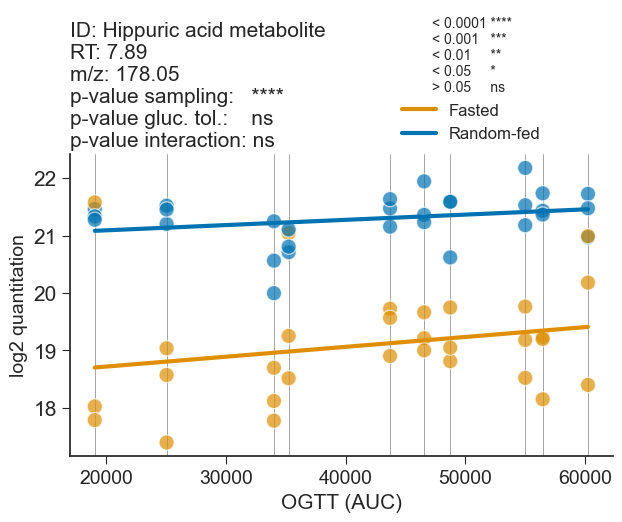 ID: Hippuric acid metabolite
RT: 7.89
m/z: 178.05
p-value sampling: ****
p-value gluc. tol.: ns
p-value interaction: ns
< 0.0001 ****
< 0.001 ***
< 0.01 **
< 0.05 *
> 0.05 ns
Fasted
Random-fed
22
21
20
19
18
log2 quantitation
20000 30000 40000 50000 60000
OGTT (AUC)